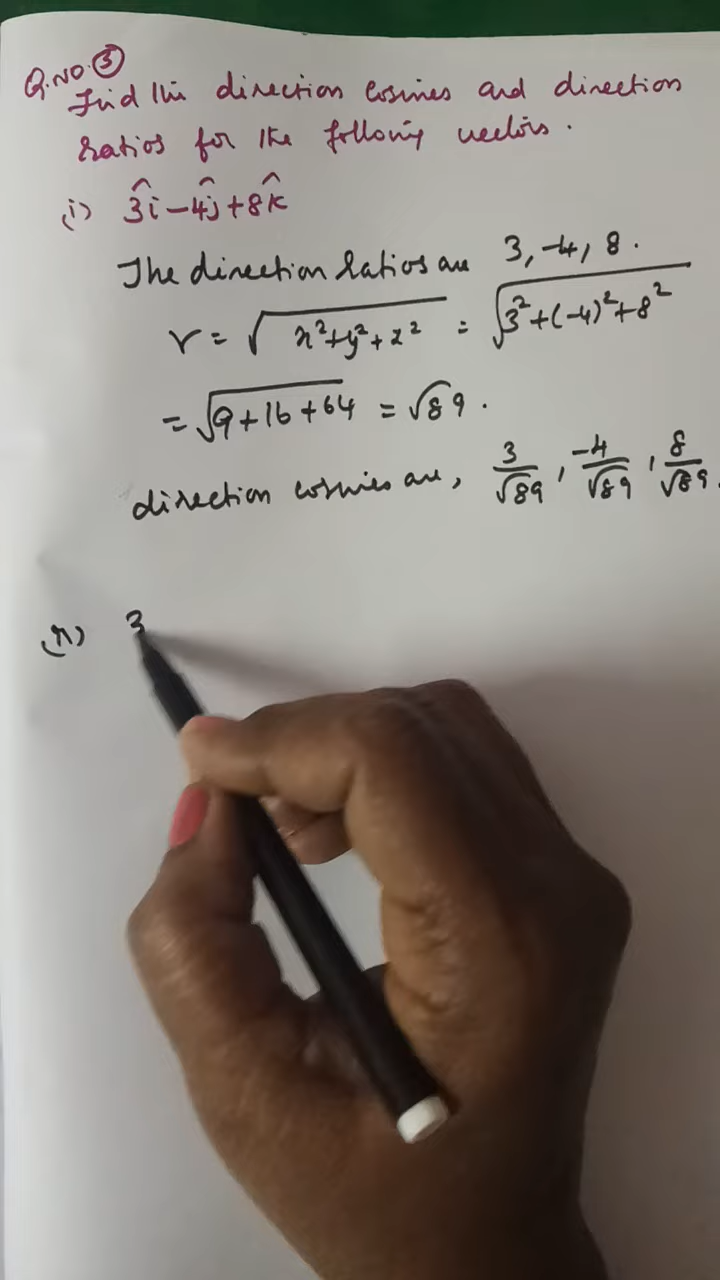 Q.NO.③
Find the direction cosines and direction
ratios for the following vectors.
(i) 3î-4ĵ+8k̂
The direction ratios are 3, -4, 8.
r = √x²+y²+z² = √3²+(-4)²+8²
= √9+16+64 = √89.
direction cosines are, 3/√89, -4/√89, 8/√89.
(ii) 3